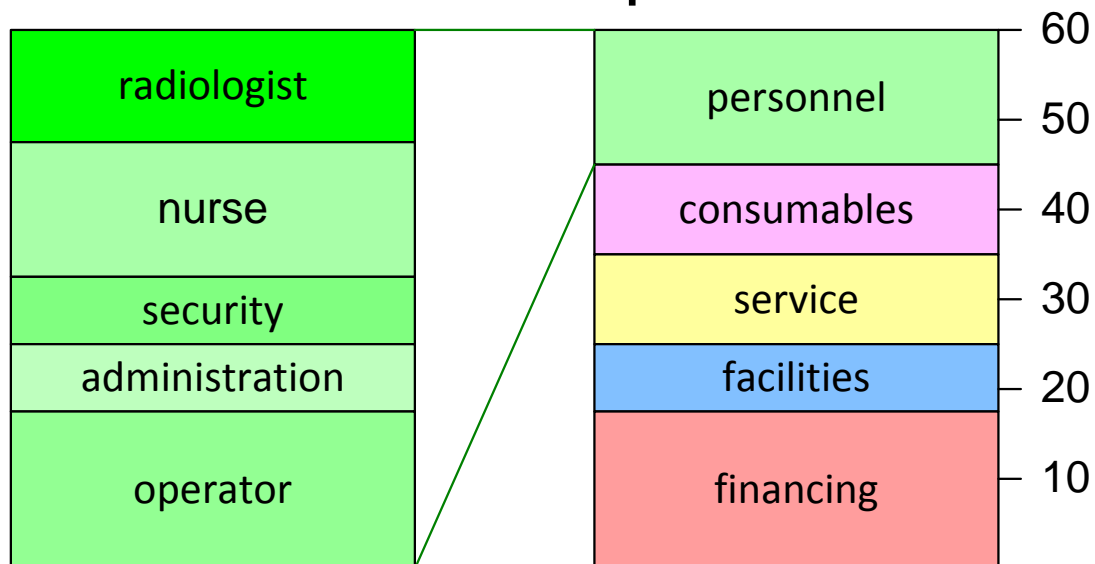 radiologist
nurse
security
administration
operator
personnel
consumables
service
facilities
financing
60
50
40
30
20
10